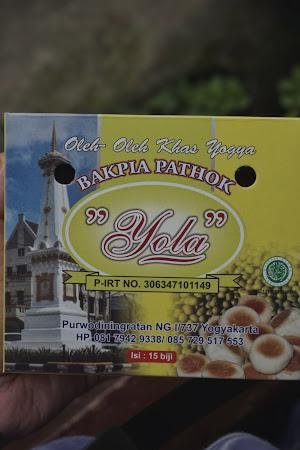 Oleh- Oleh Khas Yogya
BAKPIA PATHOK
"Yola"
P-IRT NO. 306347101149
Purwodiningratan NG I/737 Yogyakarta
HP. 081 7942 9338/ 085 729 517 553
Isi : 15 biji